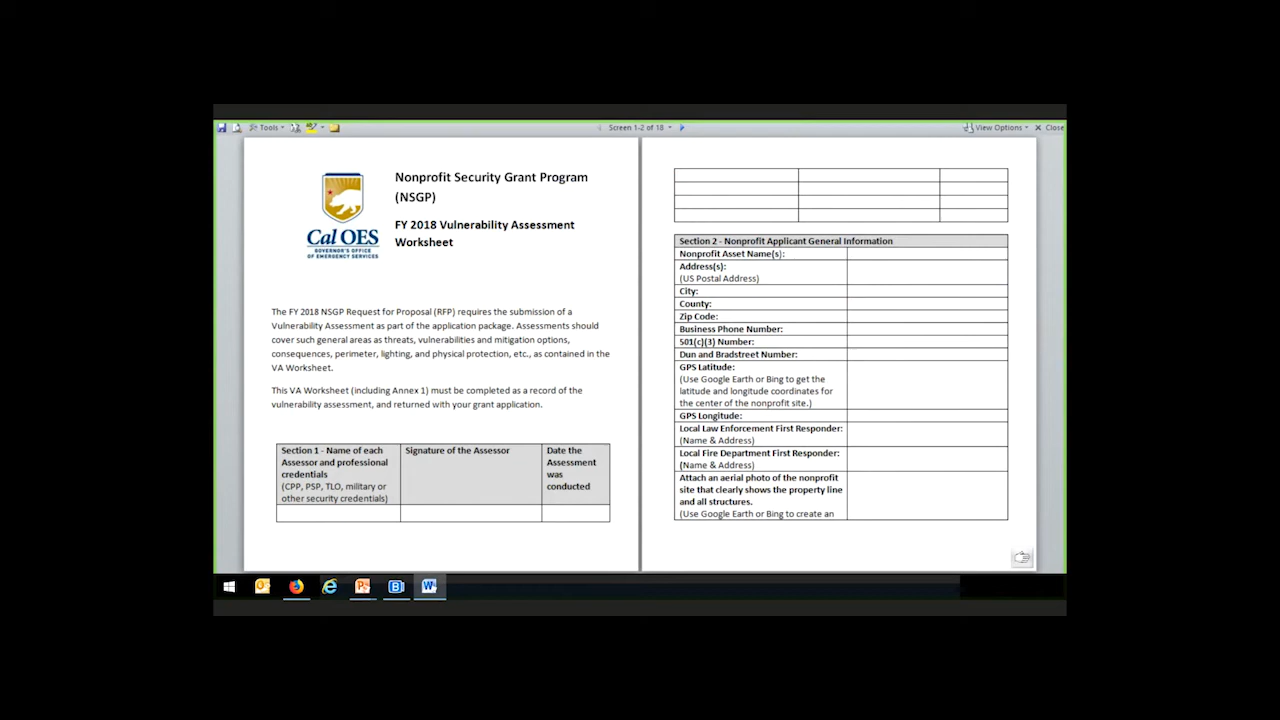 Tools
Screen 1-2 of 18
View Options
Close
Nonprofit Security Grant Program
(NSGP)
FY 2018 Vulnerability Assessment
Worksheet
Cal OES
GOVERNOR'S OFFICE
OF EMERGENCY SERVICES
The FY 2018 NSGP Request for Proposal (RFP) requires the submission of a
Vulnerability Assessment as part of the application package. Assessments should
cover such general areas as threats, vulnerabilities and mitigation options,
consequences, perimeter, lighting, and physical protection, etc., as contained in the
VA Worksheet.
This VA Worksheet (including Annex 1) must be completed as a record of the
vulnerability assessment, and returned with your grant application.
Section 1 - Name of each
Assessor and professional
credentials
(CPP, PSP, TLO, military or
other security credentials)
Signature of the Assessor
Date the
Assessment
was
conducted
Section 2 - Nonprofit Applicant General Information
Nonprofit Asset Name(s):
Address(s):
(US Postal Address)
City:
County:
Zip Code:
Business Phone Number:
501(c)(3) Number:
Dun and Bradstreet Number:
GPS Latitude:
(Use Google Earth or Bing to get the
latitude and longitude coordinates for
the center of the nonprofit site.)
GPS Longitude:
Local Law Enforcement First Responder:
(Name & Address)
Local Fire Department First Responder:
(Name & Address)
Attach an aerial photo of the nonprofit
site that clearly shows the property line
and all structures.
(Use Google Earth or Bing to create an